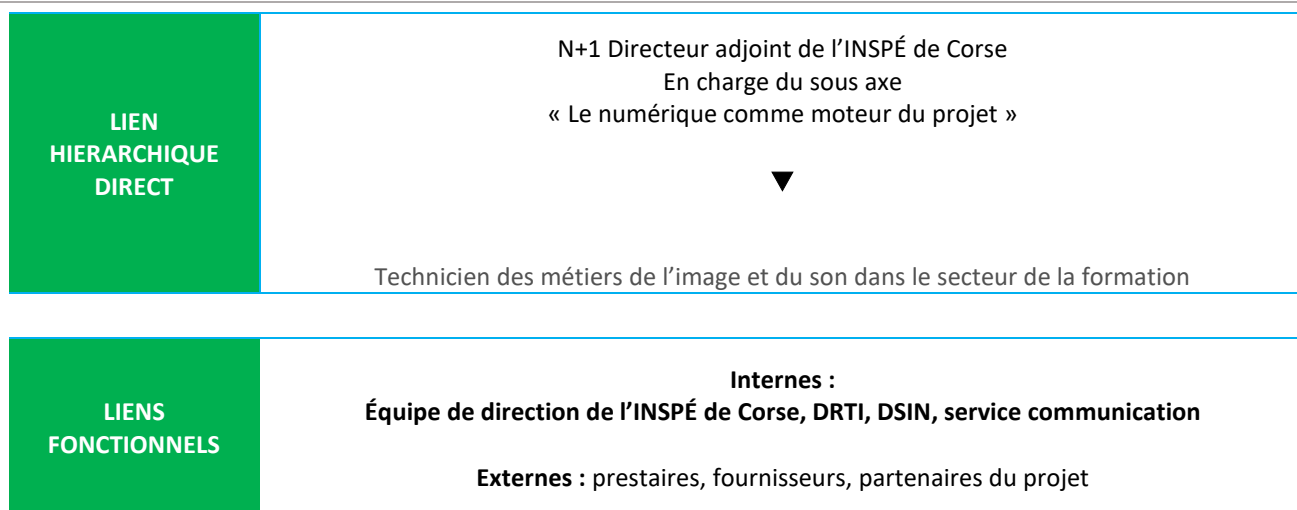 LIEN
HIERARCHIQUE
DIRECT
N+1 Directeur adjoint de l’INSPÉ de Corse
En charge du sous axe
« Le numérique comme moteur du projet »
▼
Technicien des métiers de l’image et du son dans le secteur de la formation
LIENS
FONCTIONNELS
Internes :
Équipe de direction de l’INSPÉ de Corse, DRTI, DSIN, service communication
Externes : prestaires, fournisseurs, partenaires du projet